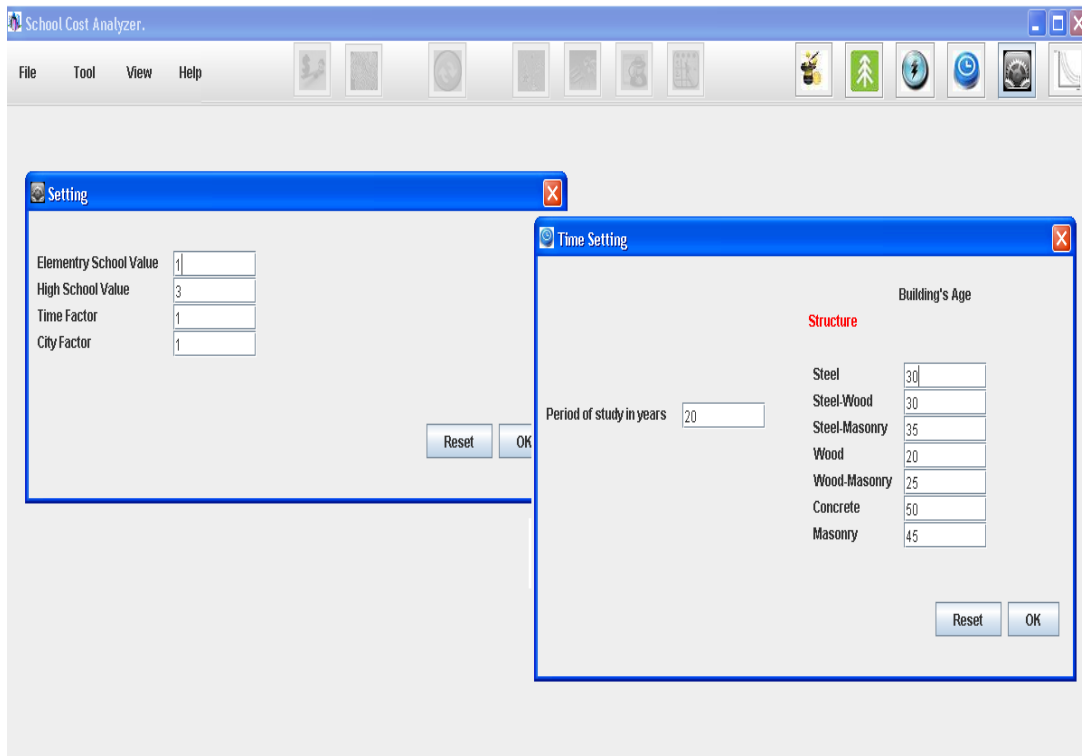 School Cost Analyzer.
File Tool View Help
Setting
Elementry School Value 1
High School Value 3
Time Factor 1
City Factor 1
Reset OK
Time Setting
Building's Age
Structure
Period of study in years 20
Steel 30
Steel-Wood 30
Steel-Masonry 35
Wood 20
Wood-Masonry 25
Concrete 50
Masonry 45
Reset OK